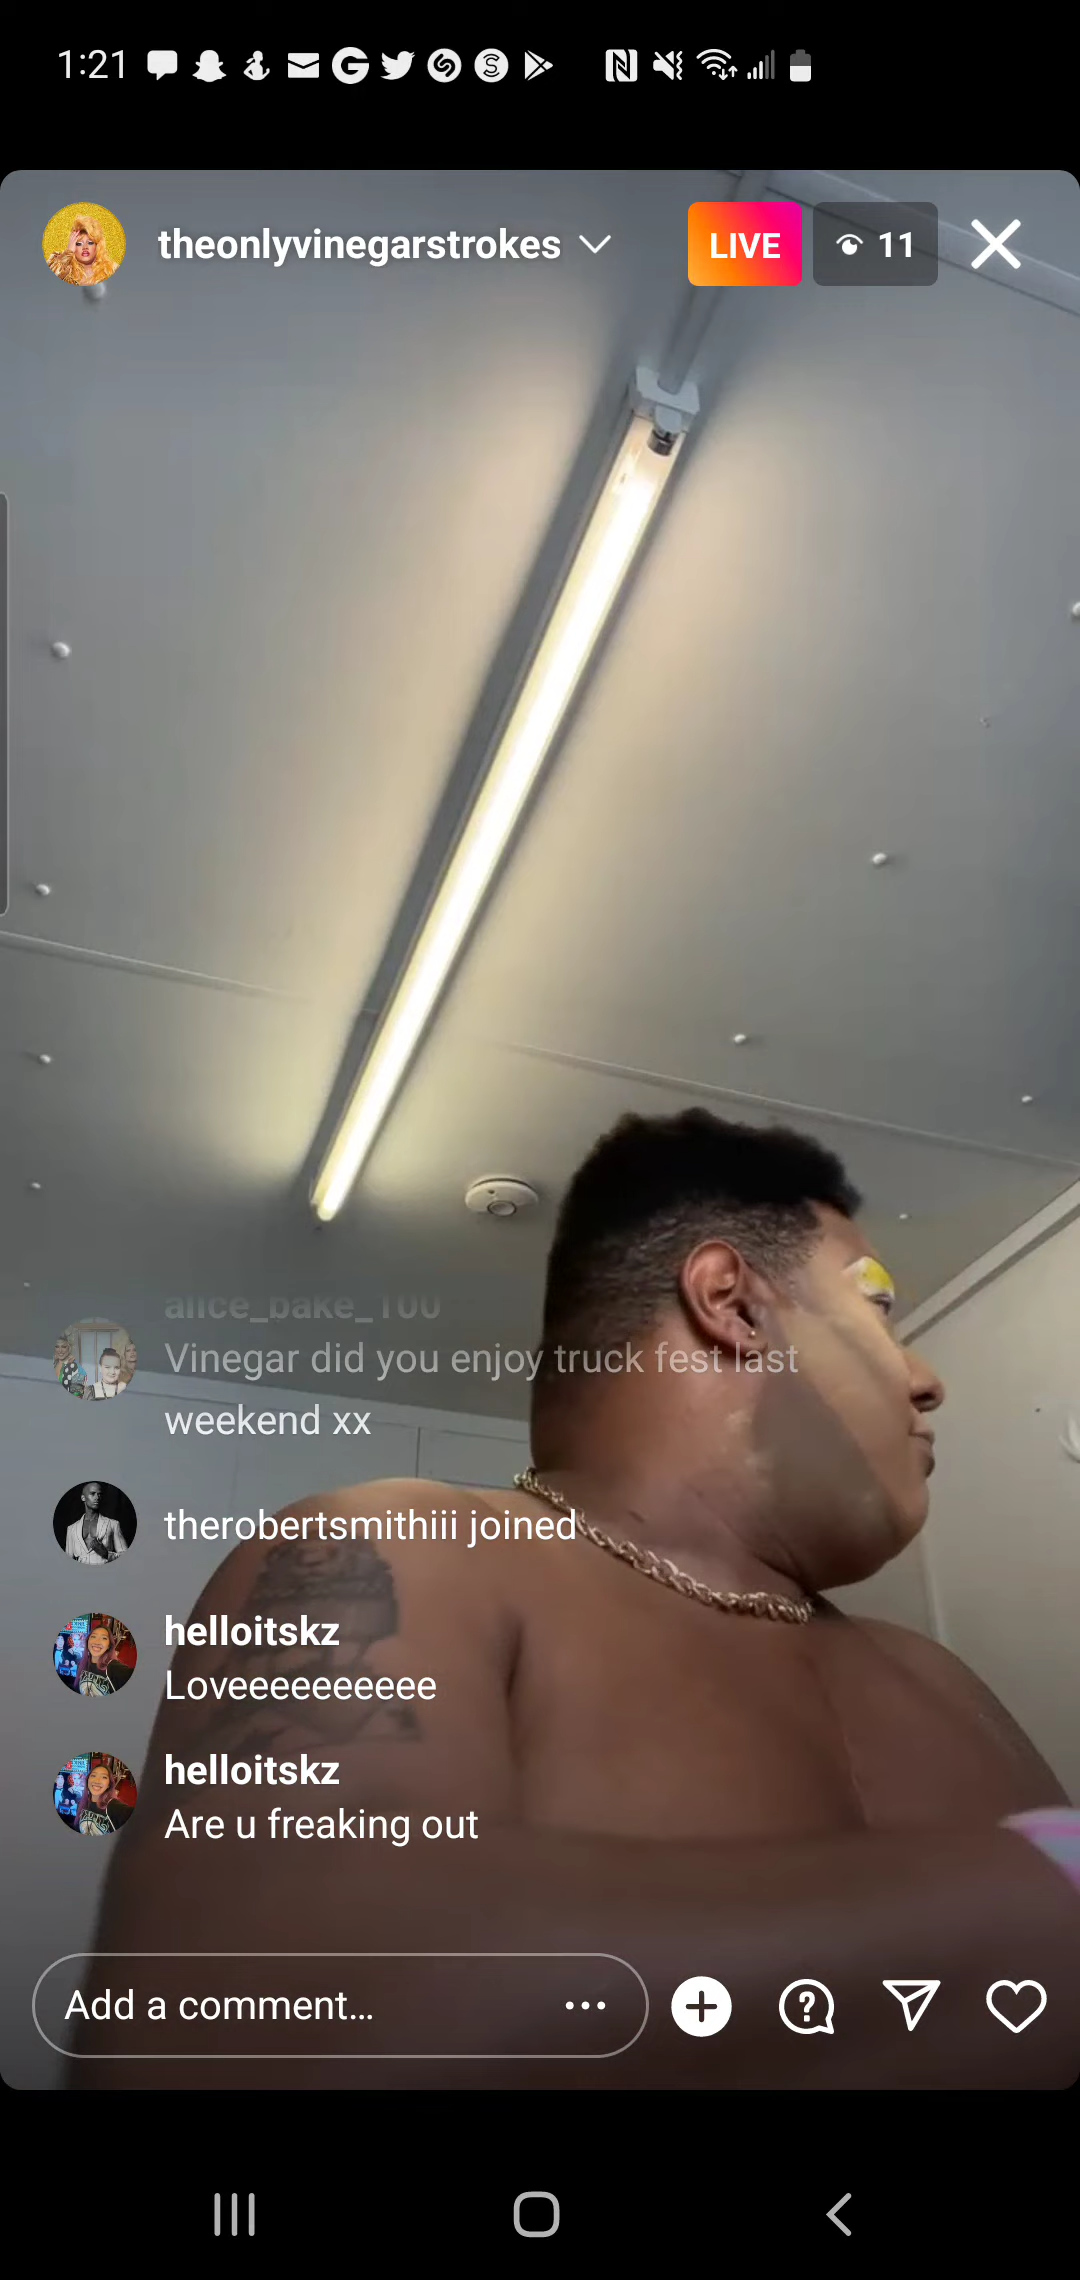 1:21
theonlyvinegarstrokes
LIVE
11
alice_bake_100
Vinegar did you enjoy truck fest last
weekend xx
therobertsmithiii joined
helloitskz
Loveeeeeeeeee
helloitskz
Are u freaking out
Add a comment...